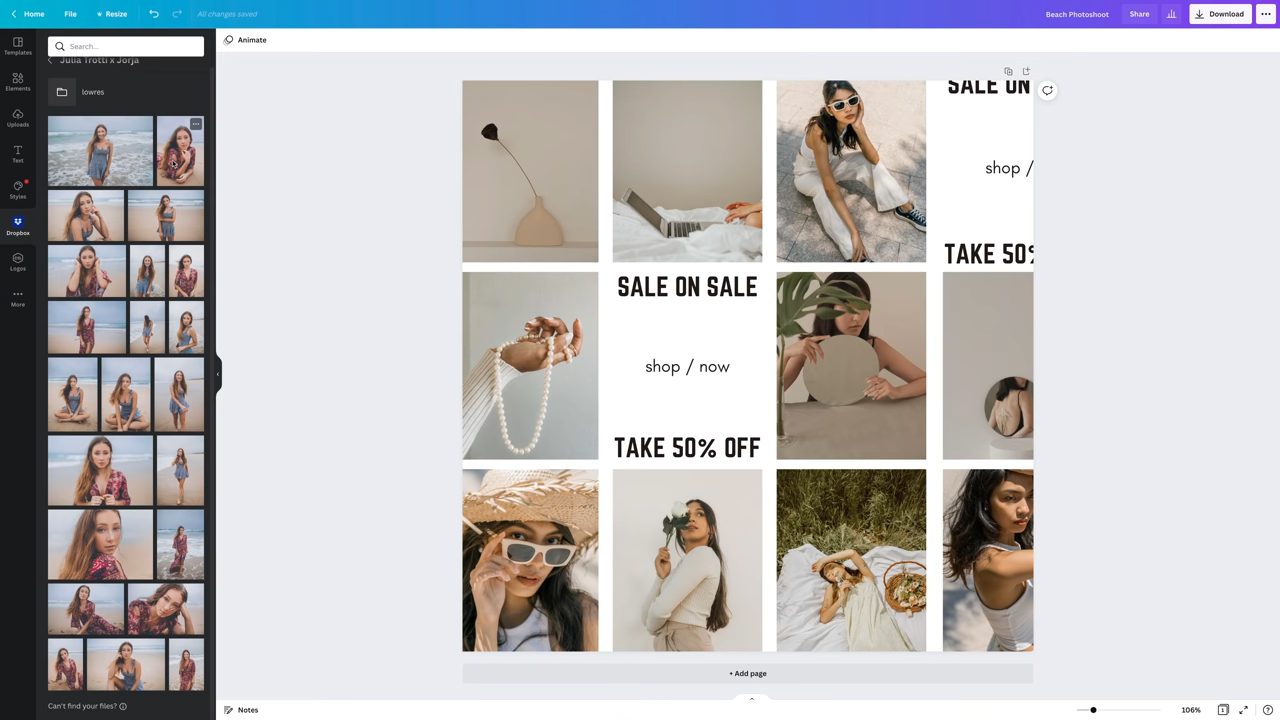 Home
File
Resize
All changes saved
Beach Photoshoot
Share
Download
Templates
Elements
Uploads
Text
Styles
Dropbox
Logos
More
Search...
Julia Trotti x Jorja
lowres
Can't find your files?
Animate
SALE ON
shop /
TAKE 50%
SALE ON SALE
shop / now
TAKE 50% OFF
+ Add page
Notes
106%
1